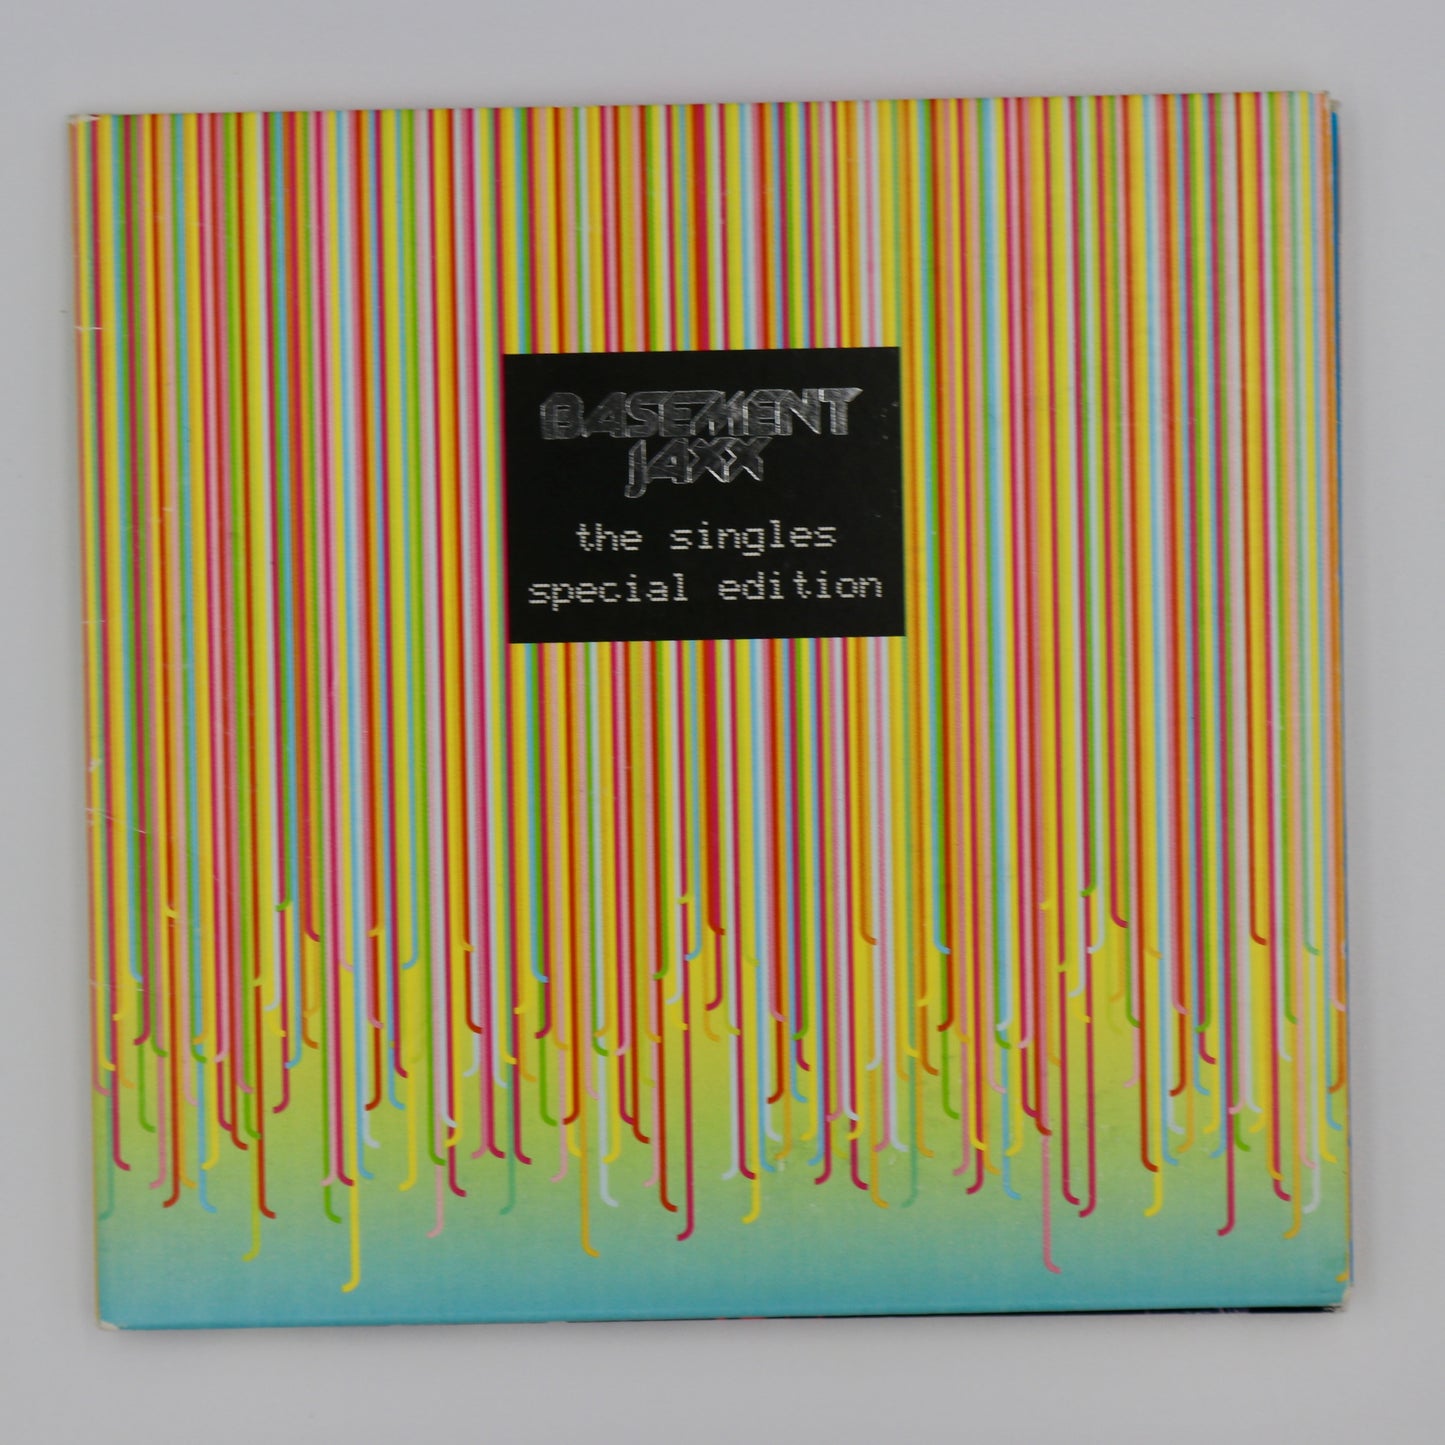 BASEMENT
JAXX
the singles
special edition